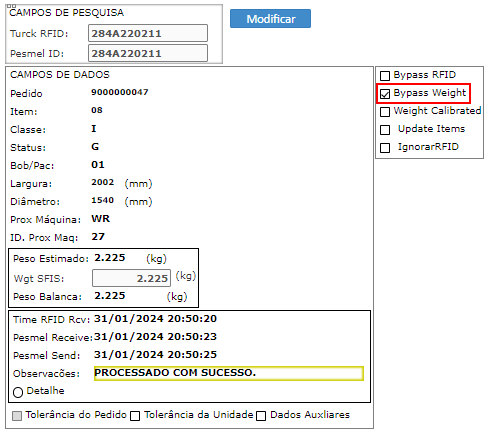 CAMPOS DE PESQUISA
Turck RFID: 284A220211
Pesmel ID: 284A220211
Modificar
CAMPOS DE DADOS
Pedido 9000000047
Item: 08
Classe: I
Status: G
Bob/Pac: 01
Largura: 2002 (mm)
Diâmetro: 1540 (mm)
Prox Máquina: WR
ID. Prox Maq: 27
Peso Estimado: 2.225 (kg)
Wgt SFIS: 2.225 (kg)
Peso Balanca: 2.225 (kg)
Time RFID Rcv: 31/01/2024 20:50:20
Pesmel Receive: 31/01/2024 20:50:23
Pesmel Send: 31/01/2024 20:50:25
Observacões: PROCESSADO COM SUCESSO.
Detalhe
Tolerância do Pedido Tolerância da Unidade Dados Auxliares
Bypass RFID
Bypass Weight
Weight Calibrated
Update Items
IgnorarRFID